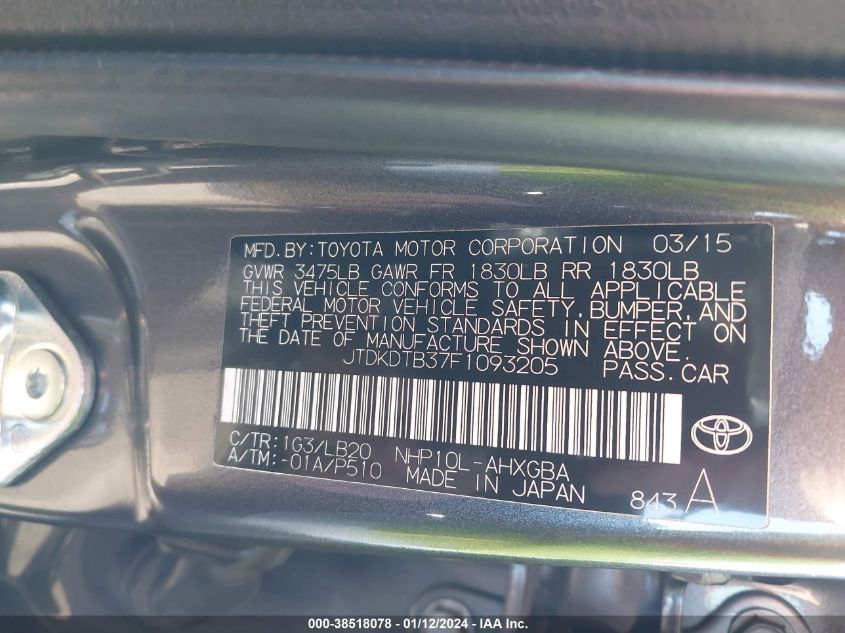 MFD.BY:TOYOTA MOTOR CORPORATION 03/15
GVWR 3475LB GAWR FR 1830LB RR 1830LB
THIS VEHICLE CONFORMS TO ALL APPLICABLE
FEDERAL MOTOR VEHICLE SAFETY,BUMPER,AND
THEFT PREVENTION STANDARDS IN EFFECT ON
THE DATE OF MANUFACTURE SHOWN ABOVE.
JTDKDTB37F1093205 PASS.CAR
C/TR:1G3/LB20 NHP10L-AHXGBA
A/TM:-01A/P510 MADE IN JAPAN 843 A
000-38518078 - 01/12/2024 - IAA Inc.